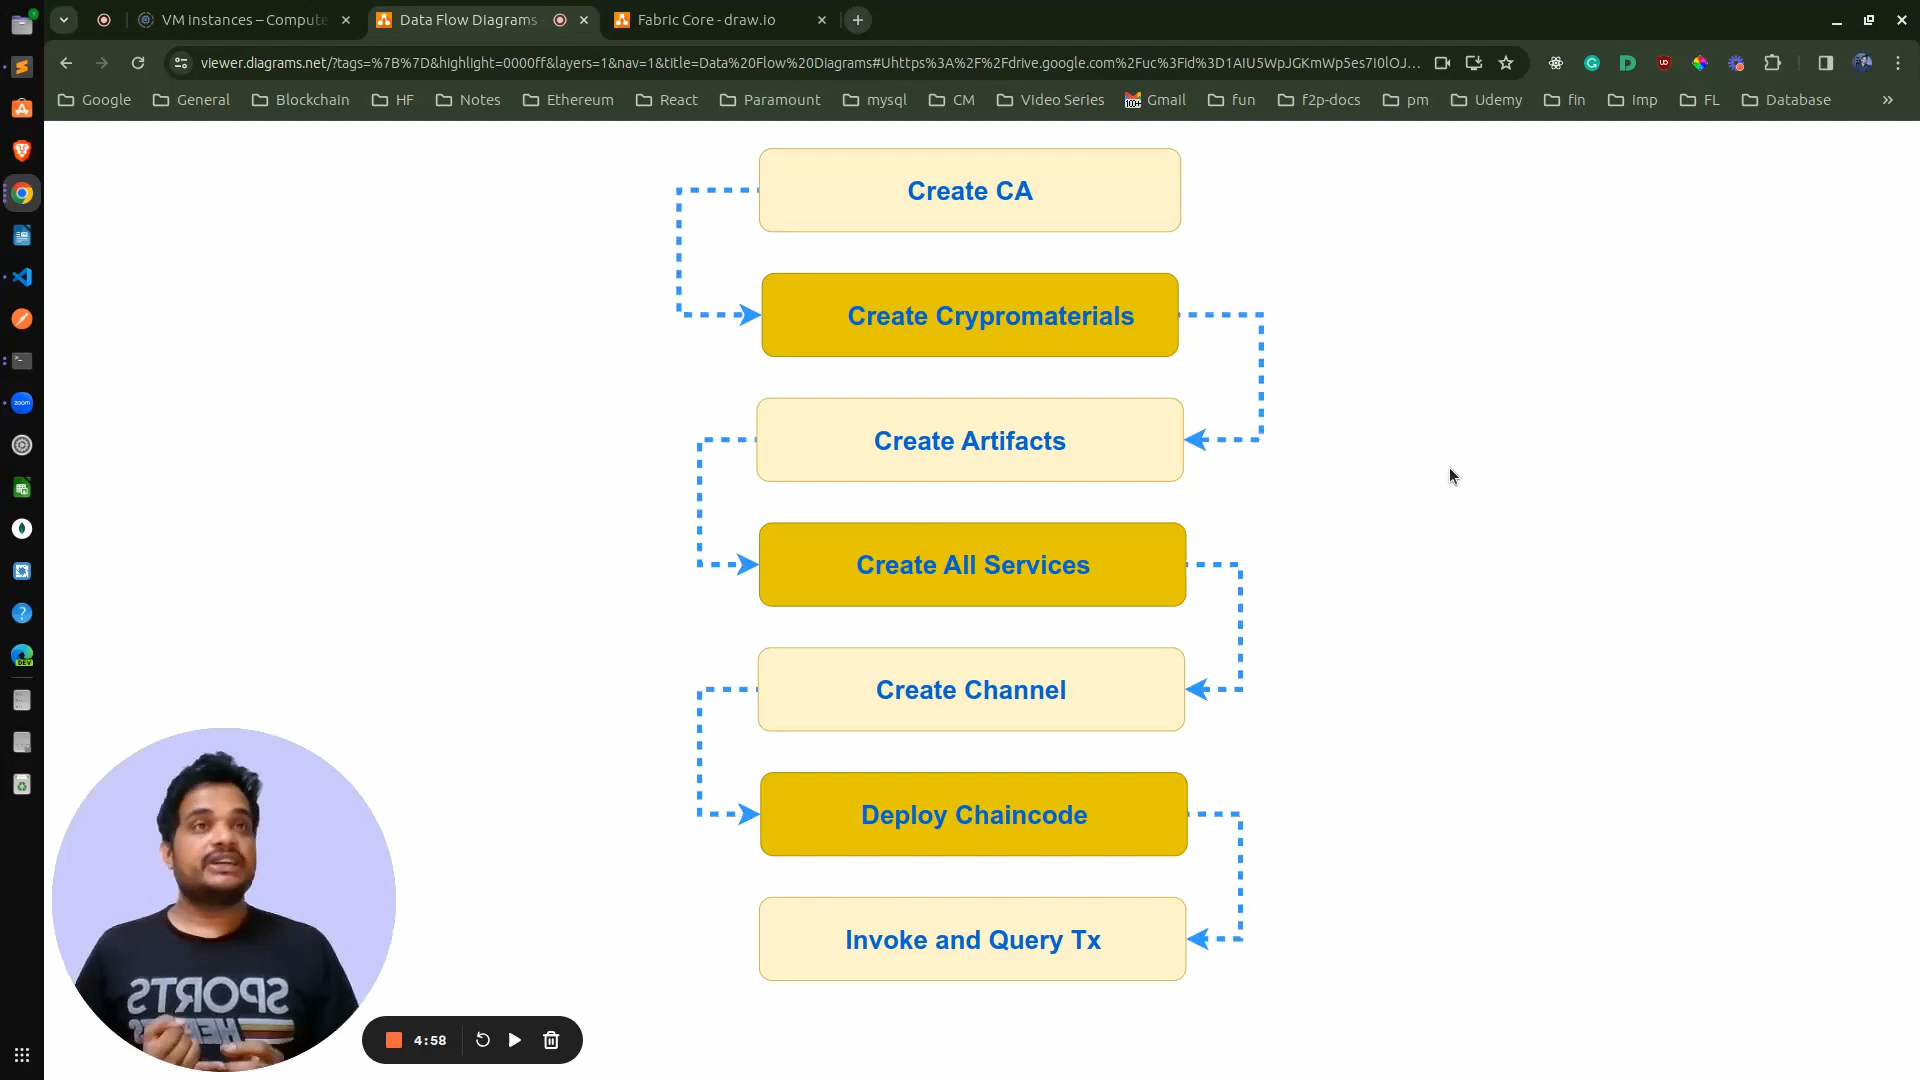 VM instances – Compute
Data Flow Diagrams
Fabric Core - draw.io
viewer.diagrams.net/?tags=%7B%7D&highlight=0000ff&layers=1&nav=1&title=Data%20Flow%20Diagrams#Uhttps%3A%2F%2Fdrive.google.com%2Fuc%3Fid%3D1AIU5WpJGKmWp5es7I0lOJ...
Google
General
Blockchain
HF
Notes
Ethereum
React
Paramount
mysql
CM
Video Series
100+
Gmail
fun
f2p-docs
pm
Udemy
fin
Imp
FL
Database
»
Create CA
Create Crypromaterials
Create Artifacts
Create All Services
Create Channel
Deploy Chaincode
Invoke and Query Tx
zoom
DEV
SPORTS
4:58